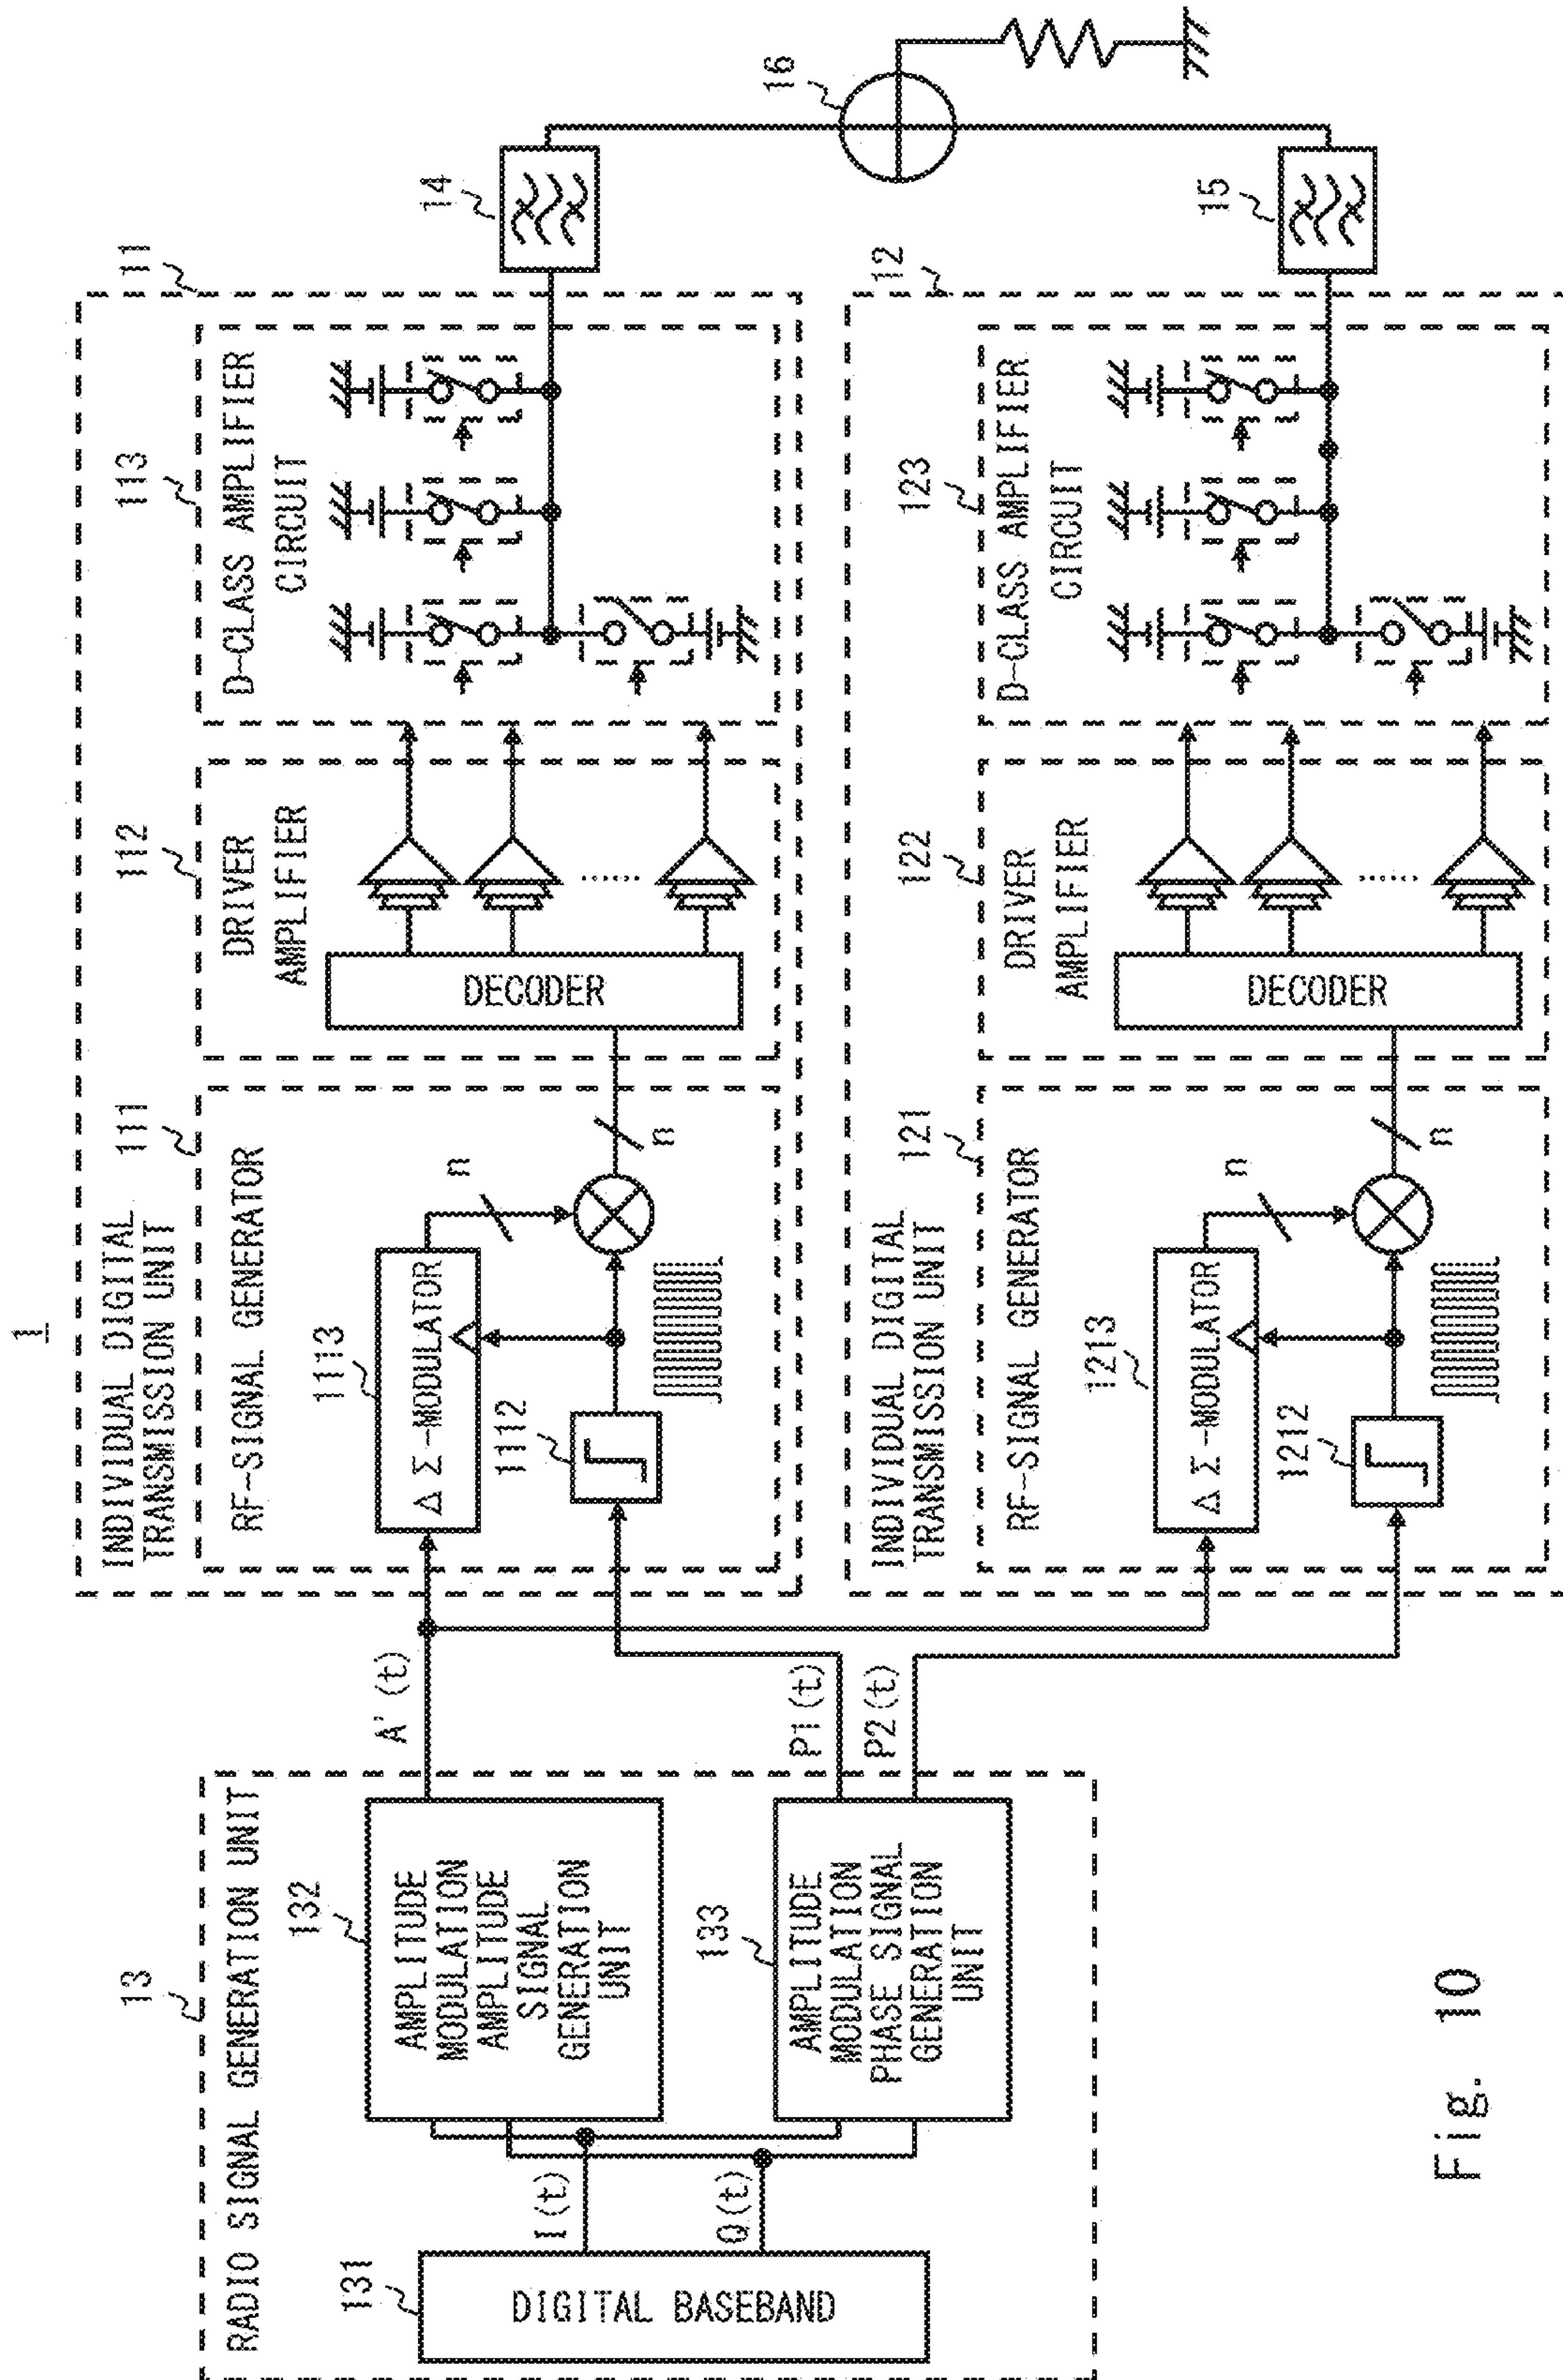 1
13
RADIO SIGNAL GENERATION UNIT
131
DIGITAL BASEBAND
I(t)
Q(t)
132
AMPLITUDE
MODULATION
AMPLITUDE
SIGNAL
GENERATION
UNIT
133
AMPLITUDE
MODULATION
PHASE SIGNAL
GENERATION
UNIT
A'(t)
P1(t)
P2(t)
11
INDIVIDUAL DIGITAL
TRANSMISSION UNIT
111
RF-SIGNAL GENERATOR
1113
ΔΣ-MODULATOR
1112
n
n
112
DRIVER
AMPLIFIER
DECODER
......
113
D-CLASS AMPLIFIER
CIRCUIT
14
12
INDIVIDUAL DIGITAL
TRANSMISSION UNIT
121
RF-SIGNAL GENERATOR
1213
ΔΣ-MODULATOR
1212
n
n
122
DRIVER
AMPLIFIER
DECODER
......
123
D-CLASS AMPLIFIER
CIRCUIT
15
16
Fig. 10